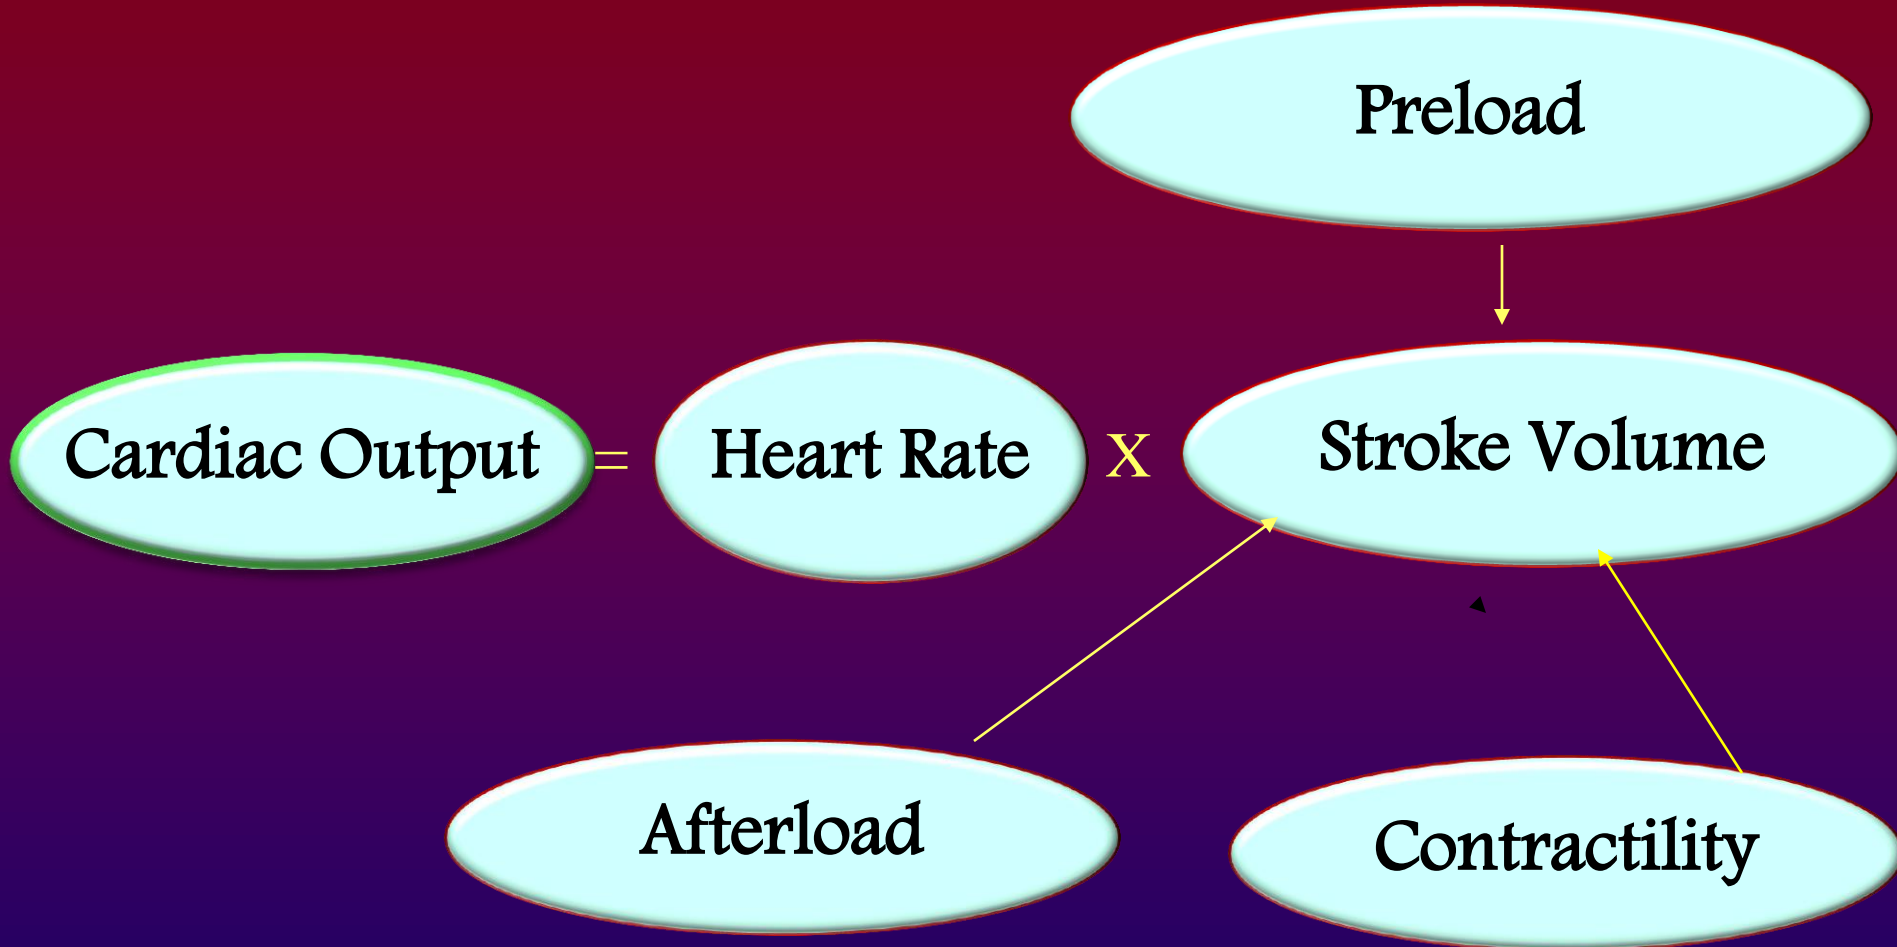 Preload
Cardiac Output = Heart Rate X Stroke Volume
Afterload
Contractility